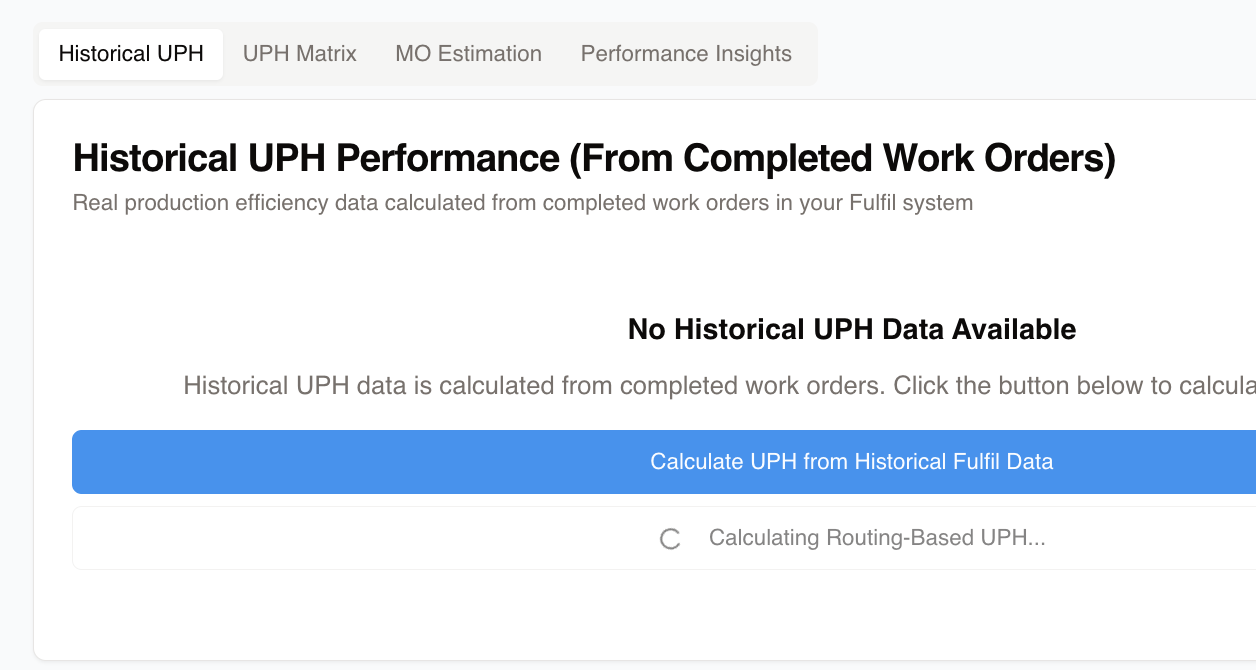 Historical UPH
UPH Matrix
MO Estimation
Performance Insights
Historical UPH Performance (From Completed Work Orders)
Real production efficiency data calculated from completed work orders in your Fulfil system
No Historical UPH Data Available
Historical UPH data is calculated from completed work orders. Click the button below to
Calculate UPH from Historical Fulfil Data
Calculating Routing-Based UPH...